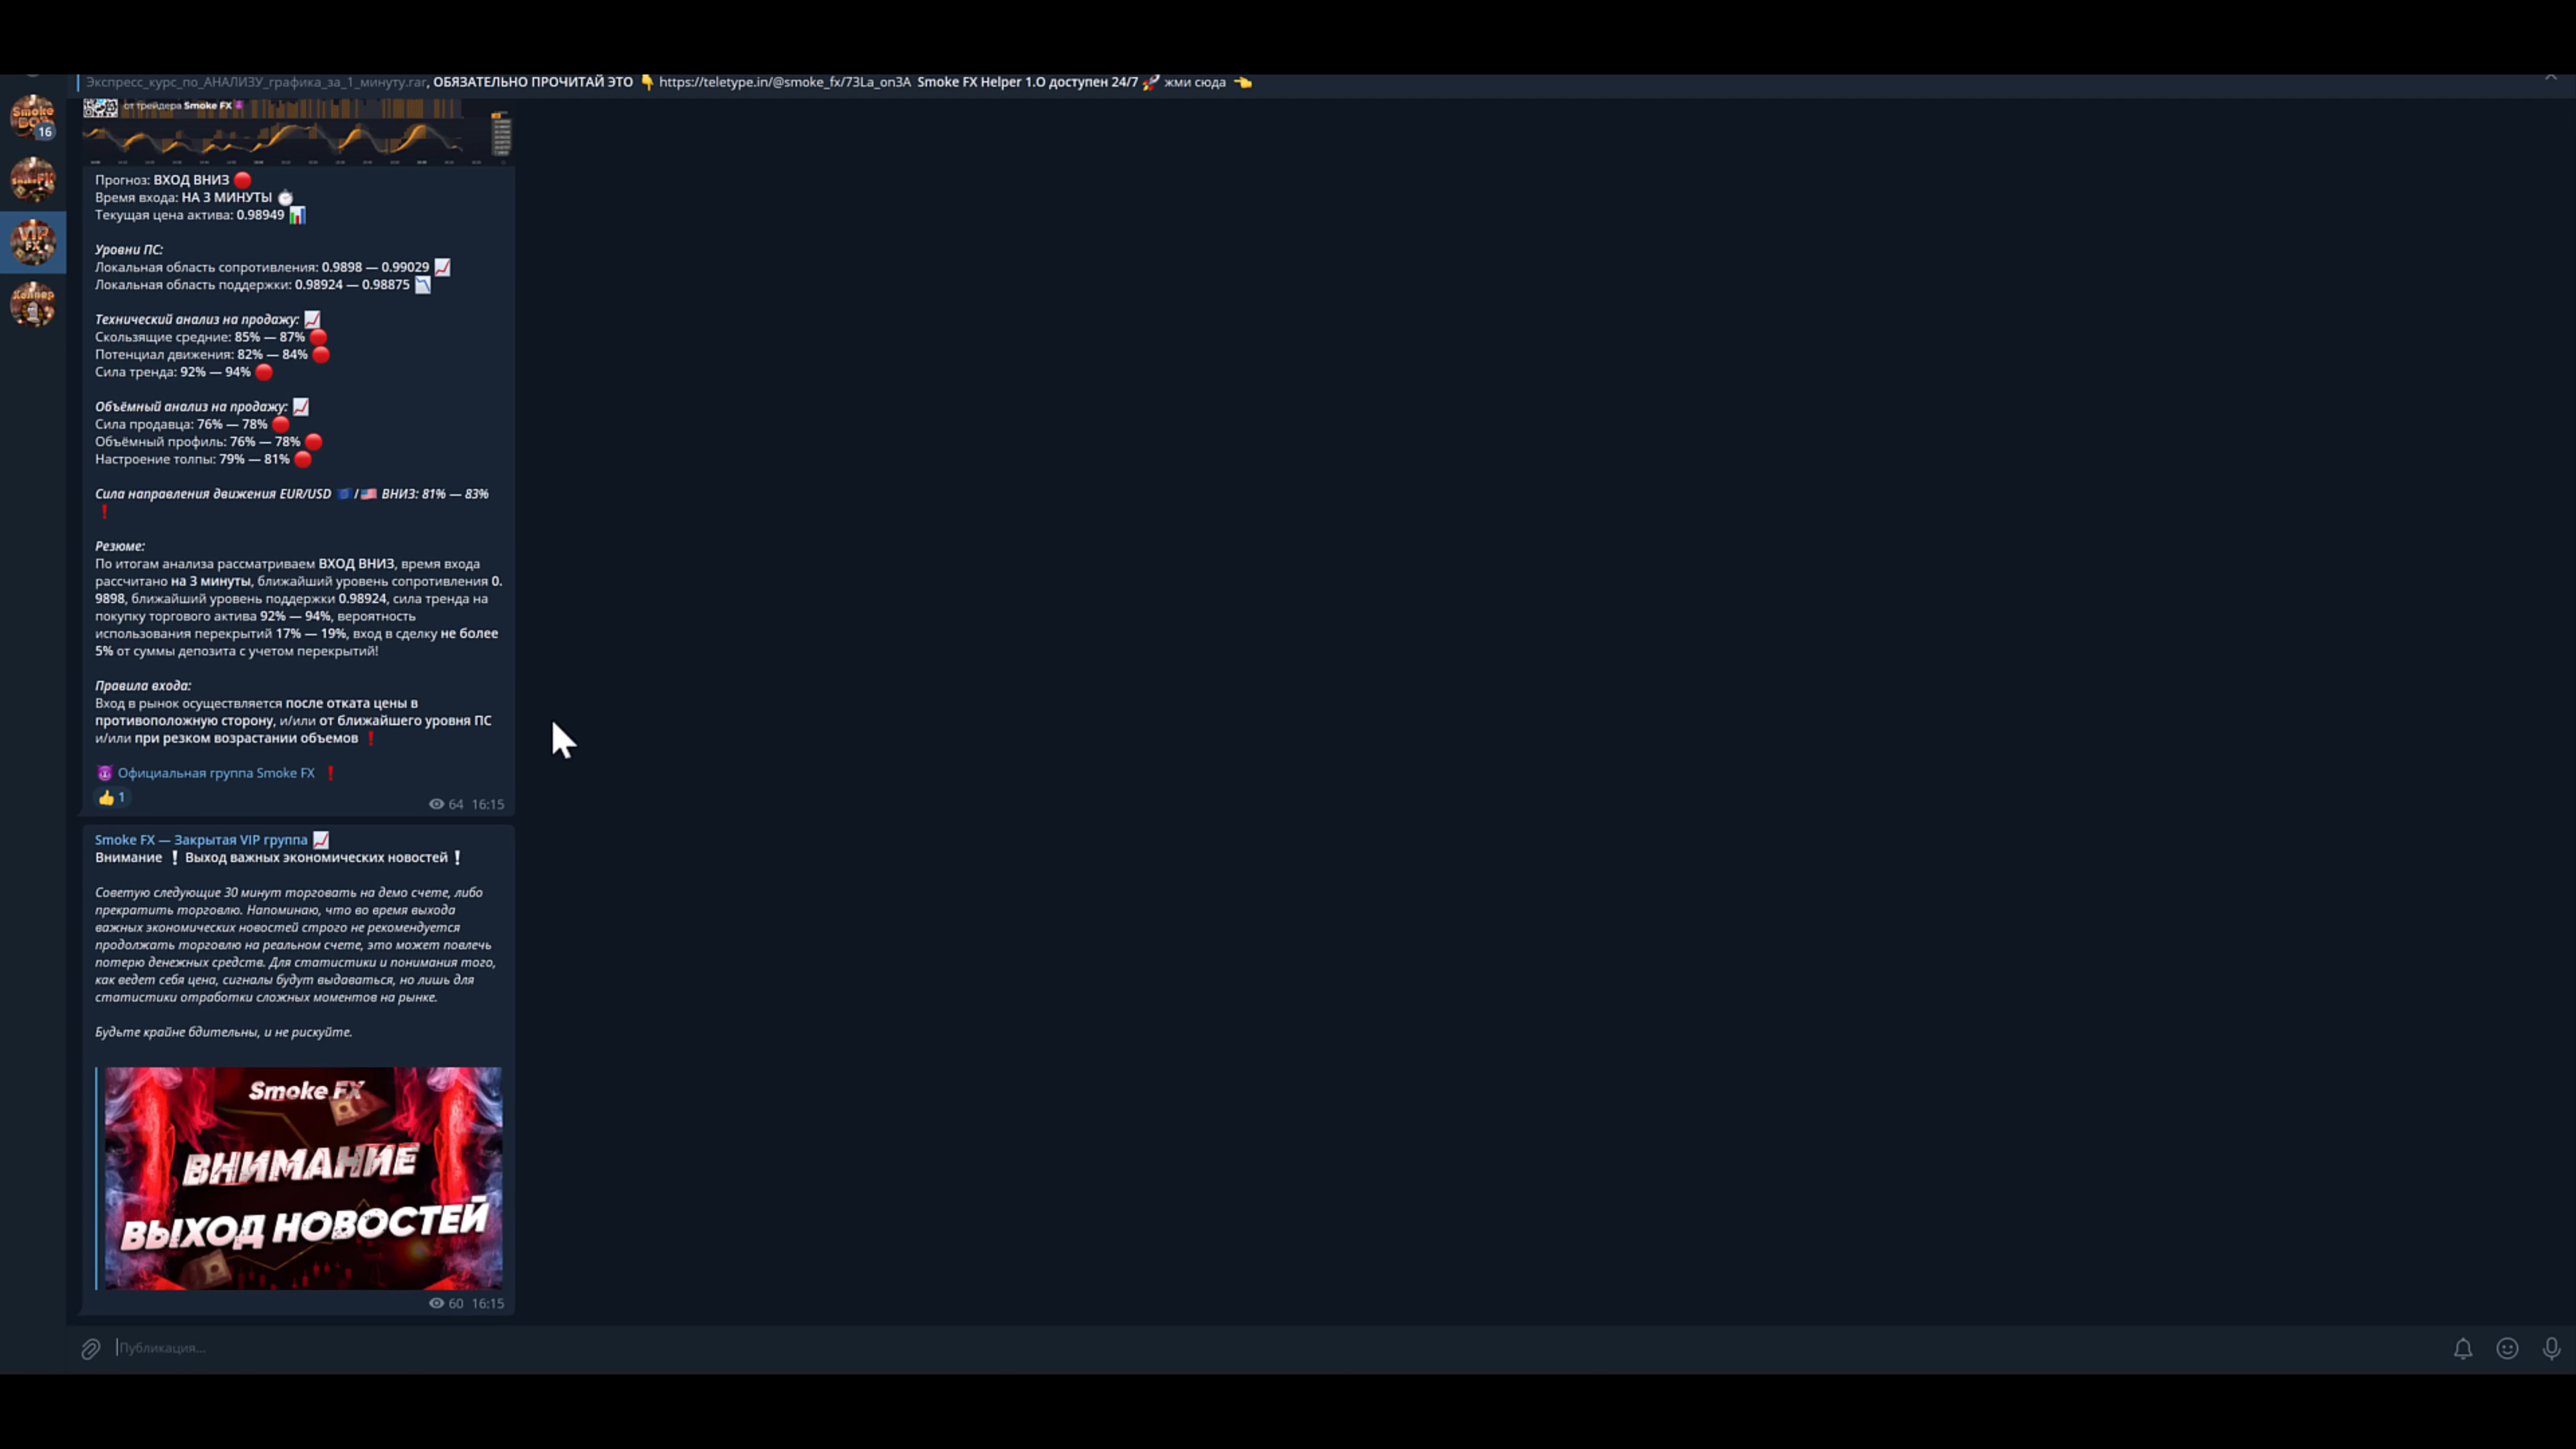 Экспресс_курс_по_АНАЛИЗУ_графика_за_1_минуту.rar, ОБЯЗАТЕЛЬНО ПРОЧИТАЙ ЭТО 👇 https://teletype.in/@smoke_fx/73La_on3A Smoke FX Helper 1.O доступен 24/7 🚀 жми сюда 👈
от трейдера Smoke FX
16
VIP
FX
Прогноз: ВХОД ВНИЗ 🔴
Время входа: НА 3 МИНУТЫ ⏱
Текущая цена актива: 0.98949 📊
Уровни ПС:
Локальная область сопротивления: 0.9898 — 0.99029 📈
Локальная область поддержки: 0.98924 — 0.98875 📉
Технический анализ на продажу: 📈
Скользящие средние: 85% — 87% 🔴
Потенциал движения: 82% — 84% 🔴
Сила тренда: 92% — 94% 🔴
Объёмный анализ на продажу: 📈
Сила продавца: 76% — 78% 🔴
Объёмный профиль: 76% — 78% 🔴
Настроение толпы: 79% — 81% 🔴
Сила направления движения EUR/USD 🇪🇺/🇺🇸 ВНИЗ: 81% — 83%
❗
Резюме:
По итогам анализа рассматриваем ВХОД ВНИЗ, время входа
рассчитано на 3 минуты, ближайший уровень сопротивления 0.
9898, ближайший уровень поддержки 0.98924, сила тренда на
покупку торгового актива 92% — 94%, вероятность
использования перекрытий 17% — 19%, вход в сделку не более
5% от суммы депозита с учетом перекрытий!
Правила входа:
Вход в рынок осуществляется после отката цены в
противоположную сторону, и/или от ближайшего уровня ПС
и/или при резком возрастании объемов ❗
😈 Официальная группа Smoke FX ❗
👍 1
64 16:15
Smoke FX — Закрытая VIP группа 📈
Внимание ❕ Выход важных экономических новостей ❕
Советую следующие 30 минут торговать на демо счете, либо
прекратить торговлю. Напоминаю, что во время выхода
важных экономических новостей строго не рекомендуется
продолжать торговлю на реальном счете, это может повлечь
потерю денежных средств. Для статистики и понимания того,
как ведет себя цена, сигналы будут выдаваться, но лишь для
статистики отработки сложных моментов на рынке.
Будьте крайне бдительны, и не рискуйте.
Smoke FX
ВНИМАНИЕ
ВЫХОД НОВОСТЕЙ
60 16:15
Публикация...